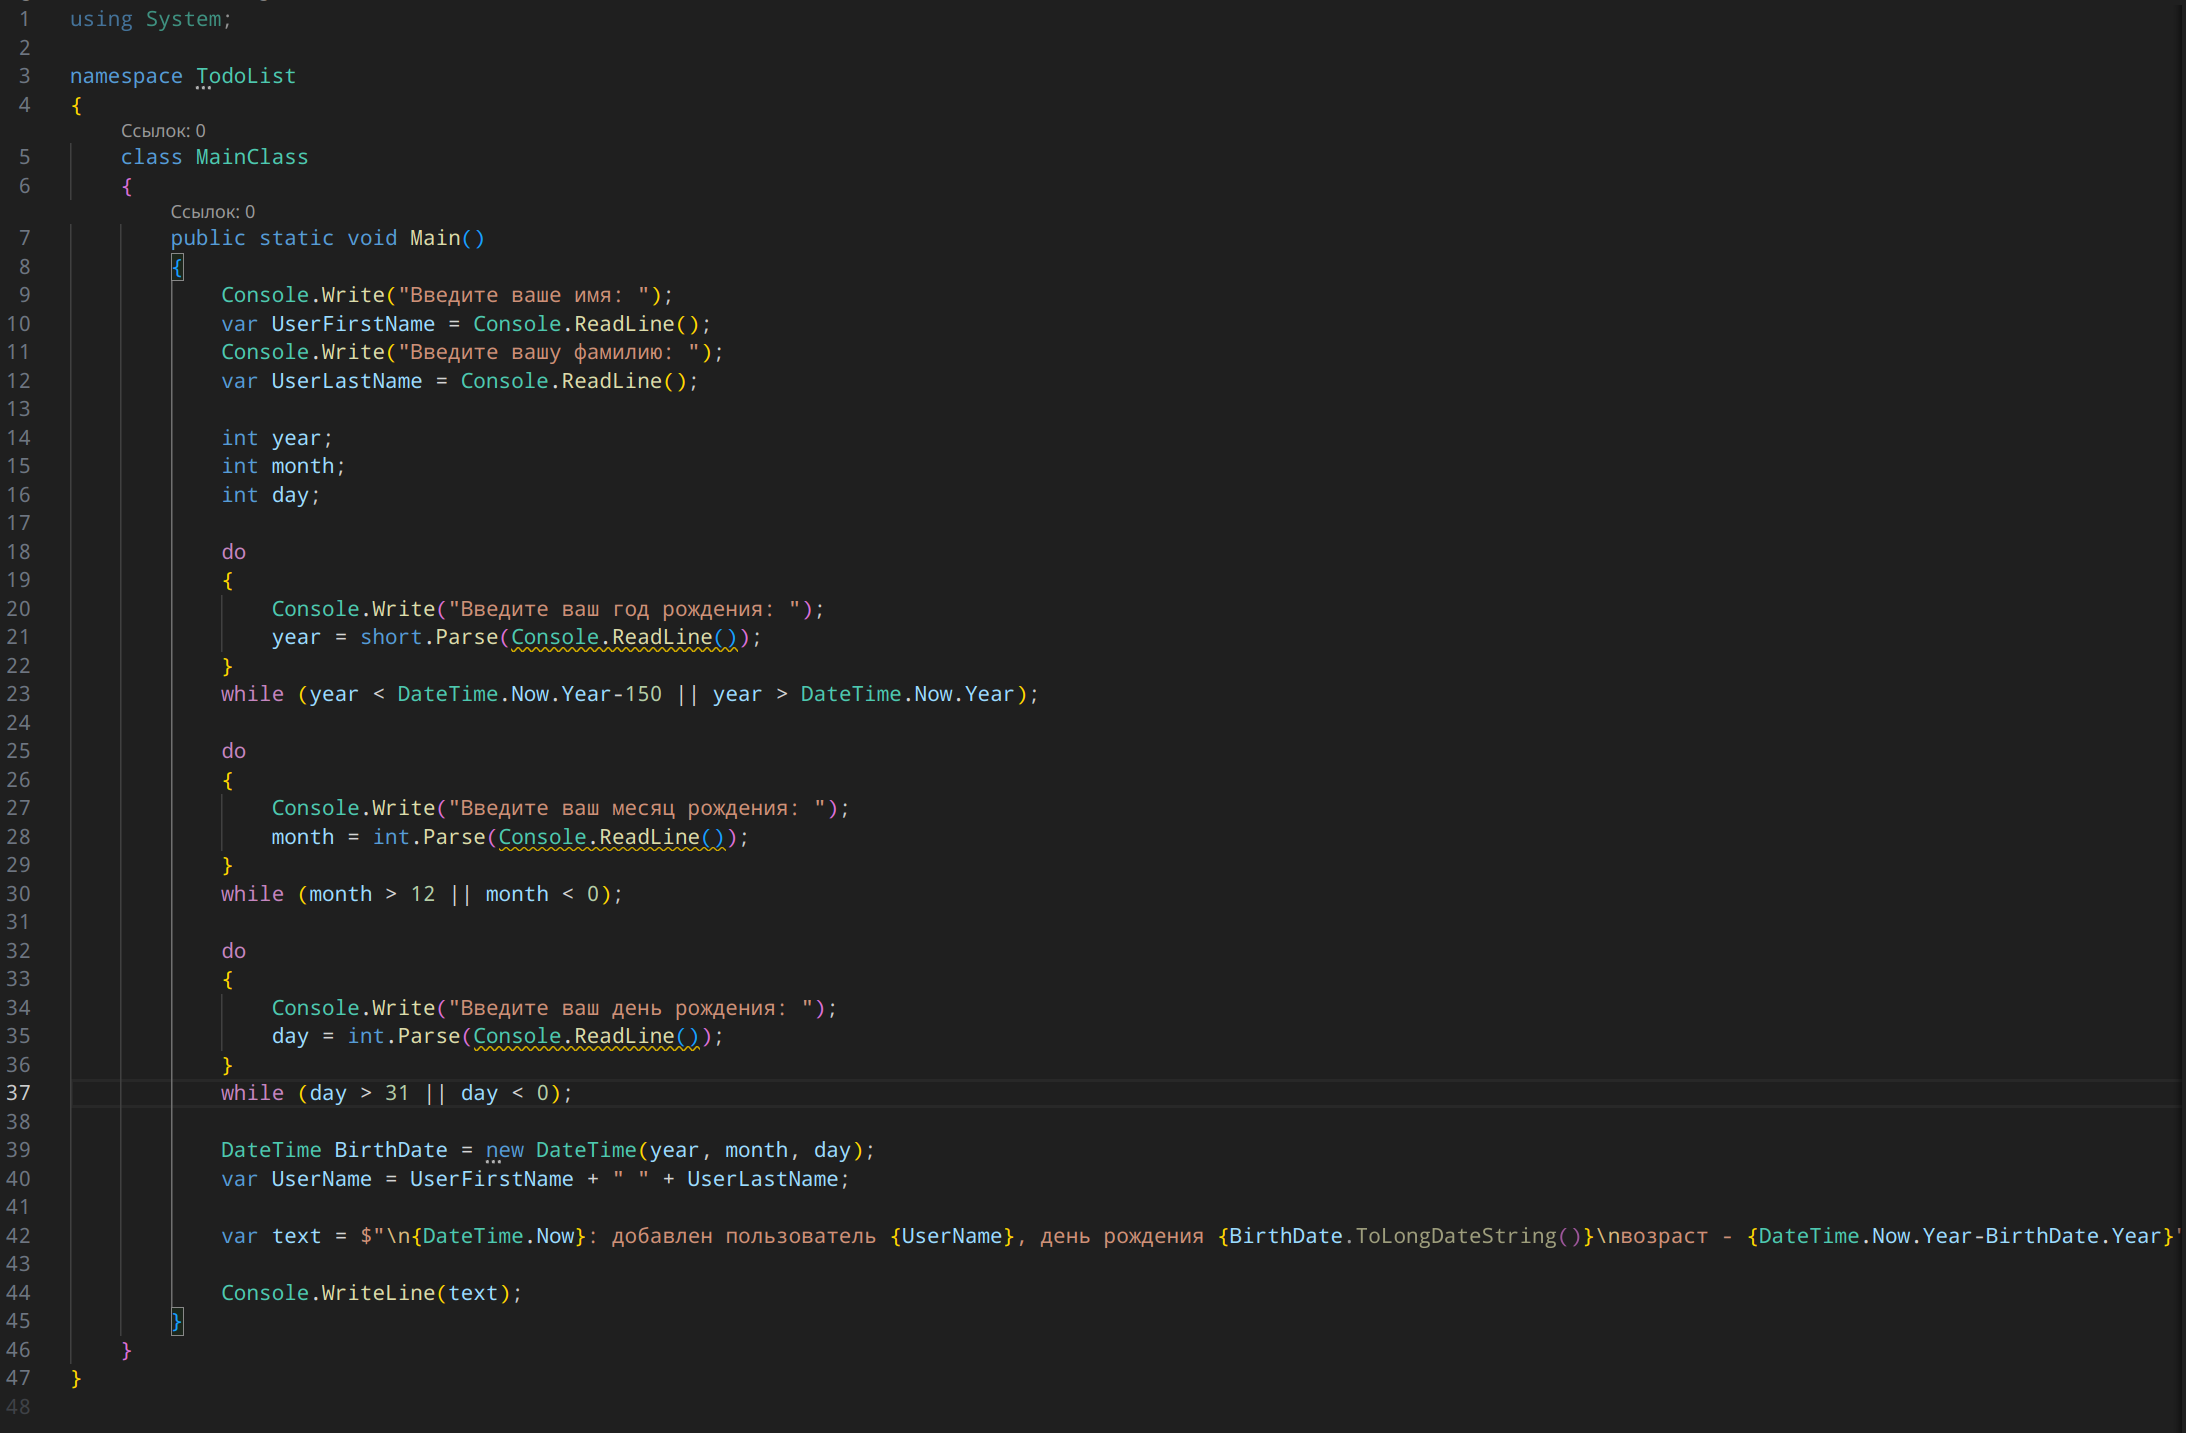 1 using System;
2
3 namespace TodoList
4 {
Ссылок: 0
5 class MainClass
6 {
Ссылок: 0
7 public static void Main()
8 {
9 Console.Write("Введите ваше имя: ");
10 var UserFirstName = Console.ReadLine();
11 Console.Write("Введите вашу фамилию: ");
12 var UserLastName = Console.ReadLine();
13
14 int year;
15 int month;
16 int day;
17
18 do
19 {
20 Console.Write("Введите ваш год рождения: ");
21 year = short.Parse(Console.ReadLine());
22 }
23 while (year < DateTime.Now.Year-150 || year > DateTime.Now.Year);
24
25 do
26 {
27 Console.Write("Введите ваш месяц рождения: ");
28 month = int.Parse(Console.ReadLine());
29 }
30 while (month > 12 || month < 0);
31
32 do
33 {
34 Console.Write("Введите ваш день рождения: ");
35 day = int.Parse(Console.ReadLine());
36 }
37 while (day > 31 || day < 0);
38
39 DateTime BirthDate = new DateTime(year, month, day);
40 var UserName = UserFirstName + " " + UserLastName;
41
42 var text = $"\n{DateTime.Now}: добавлен пользователь {UserName}, день рождения {BirthDate.ToLongDateString()}\nвозраст - {DateTime.Now.Year-BirthDate.Year}"
43
44 Console.WriteLine(text);
45 }
46 }
47 }
48